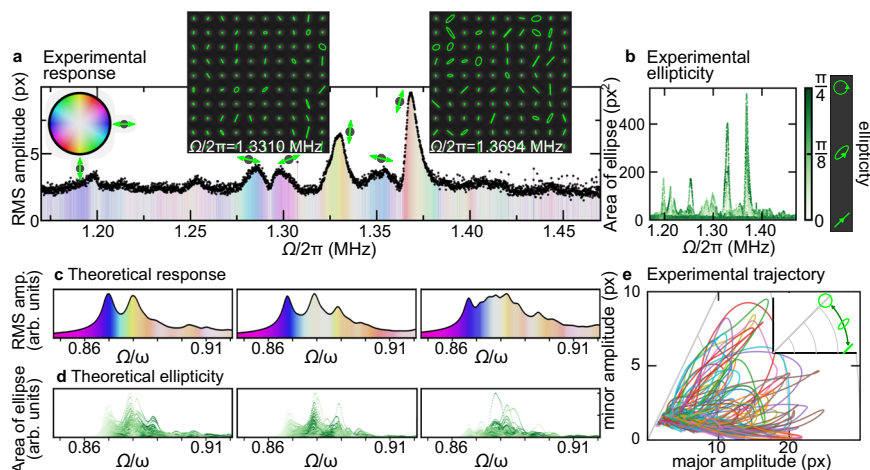 a Experimental response
RMS amplitude (px)
5
0
Ω/2π=1.3310 MHz
Ω/2π=1.3694 MHz
1.20 1.25 1.30 1.35 1.40 1.45
Ω/2π (MHz)
b Experimental ellipticity
Area of ellipse (px²)
500
0
1.20 1.30 1.40
Ω/2π (MHz)
π/4
π/8
0
ellipticity
c Theoretical response
RMS amp. (arb. units)
0.86 0.91 0.86 0.91 0.86 0.91
Ω/ω Ω/ω Ω/ω
d Theoretical ellipticity
Area of ellipse (arb. units)
0.86 0.91 0.86 0.91 0.86 0.91
Ω/ω Ω/ω Ω/ω
e Experimental trajectory
minor amplitude (px)
10
5
0
10 20
major amplitude (px)